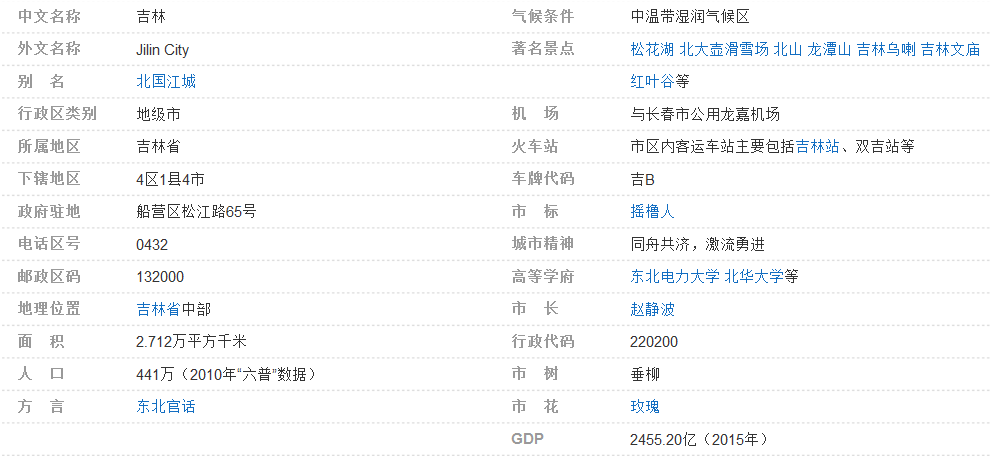 中文名称 吉林
外文名称 Jilin City
别 名 北国江城
行政区类别 地级市
所属地区 吉林省
下辖地区 4区1县4市
政府驻地 船营区松江路65号
电话区号 0432
邮政区码 132000
地理位置 吉林省中部
面 积 2.712万平方千米
人 口 441万（2010年“六普”数据）
方 言 东北官话
气候条件 中温带湿润气候区
著名景点 松花湖 北大壶滑雪场 北山 龙潭山 吉林乌喇 吉林文庙
红叶谷等
机 场 与长春市公用龙嘉机场
火车站 市区内客运车站主要包括吉林站、双吉站等
车牌代码 吉B
市 标 摇橹人
城市精神 同舟共济，激流勇进
高等学府 东北电力大学 北华大学等
市 长 赵静波
行政代码 220200
市 树 垂柳
市 花 玫瑰
GDP 2455.20亿（2015年）